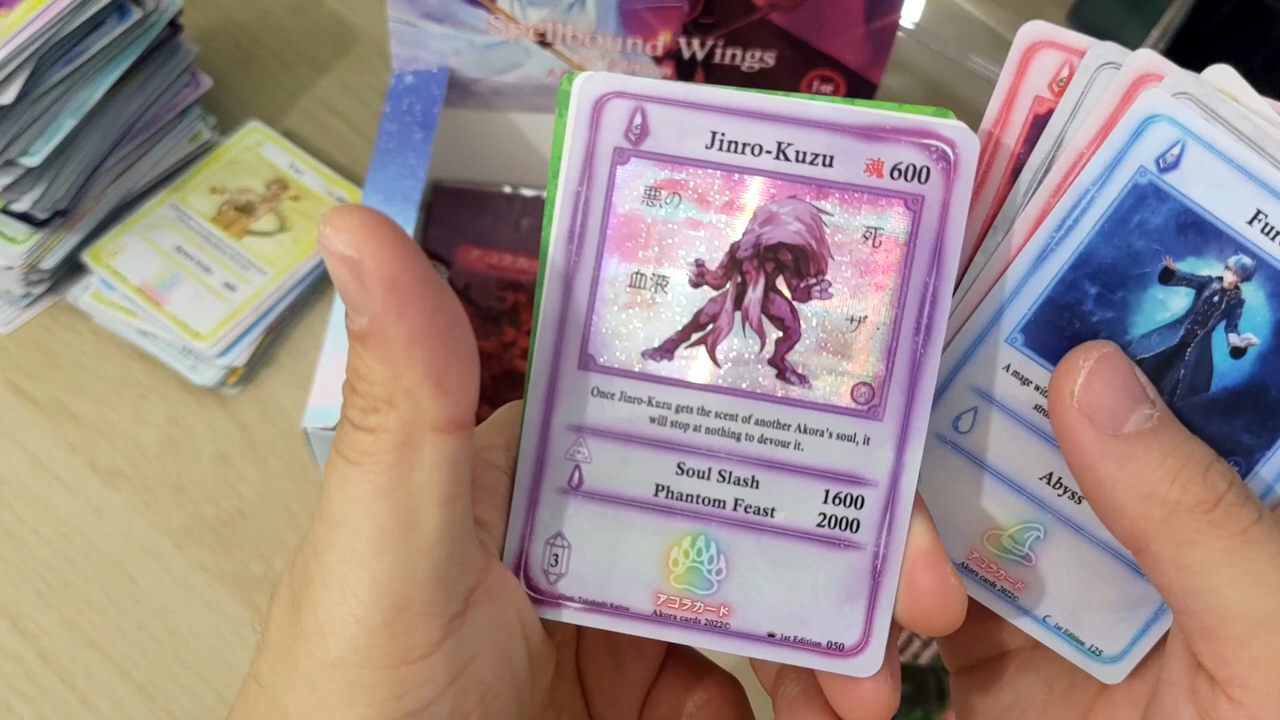 Spellbound Wings
1st
Jinro-Kuzu
魂 600
悪の
死
血液
ザ
Once Jinro-Kuzu gets the scent of another Akora's soul, it
will stop at nothing to devour it.
Soul Slash 1600
Phantom Feast 2000
3
アコラカード
Akora cards 2022©
1st Edition 050
Fu
A mage wit
Abyss
アコラカード
Akora cards 2022©
1st Edition 125